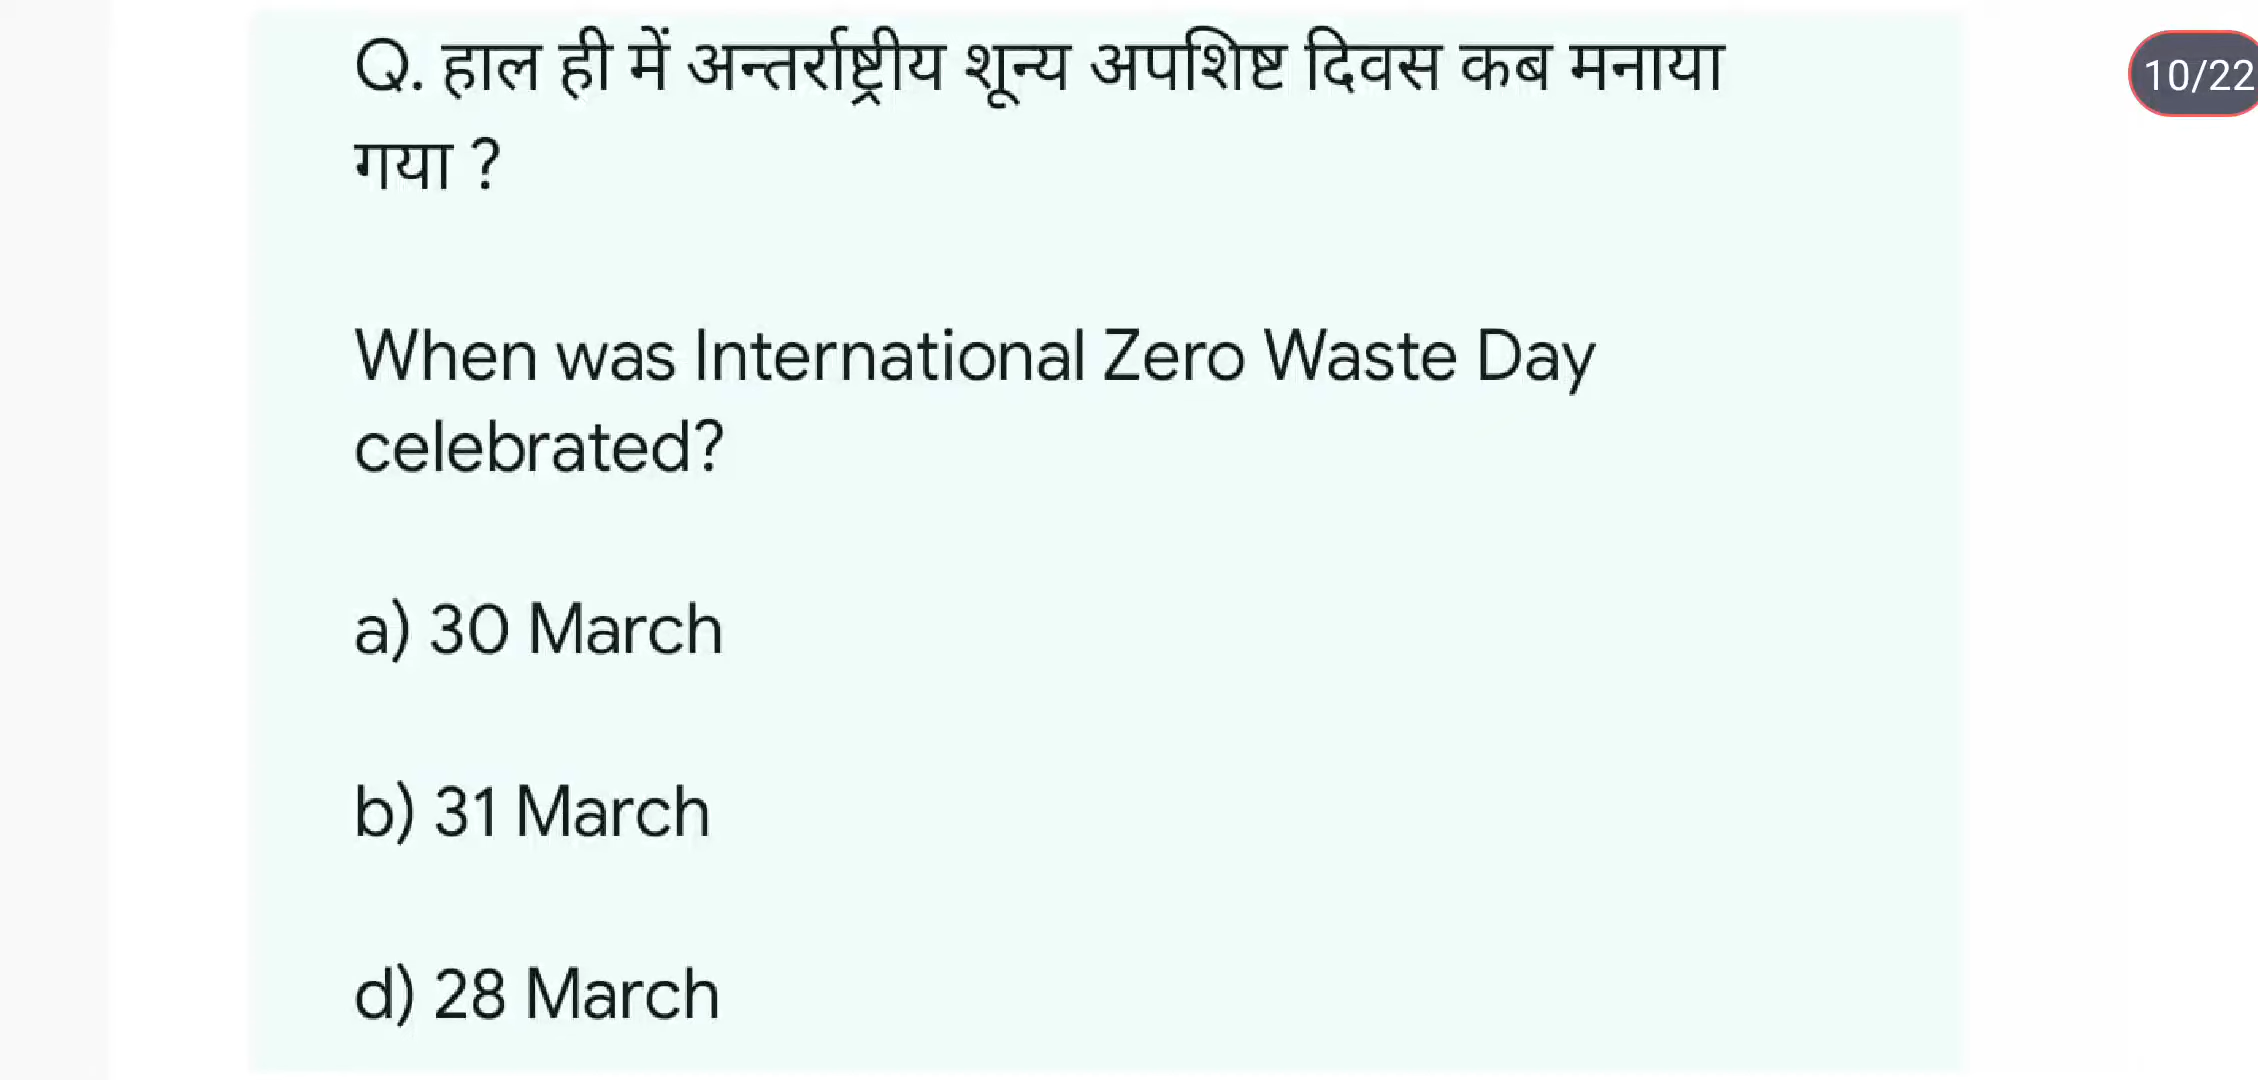 Q. हाल ही में अन्तर्राष्ट्रीय शून्य अपशिष्ट दिवस कब मनाया
गया ?
10/22
When was International Zero Waste Day
celebrated?
a) 30 March
b) 31 March
d) 28 March